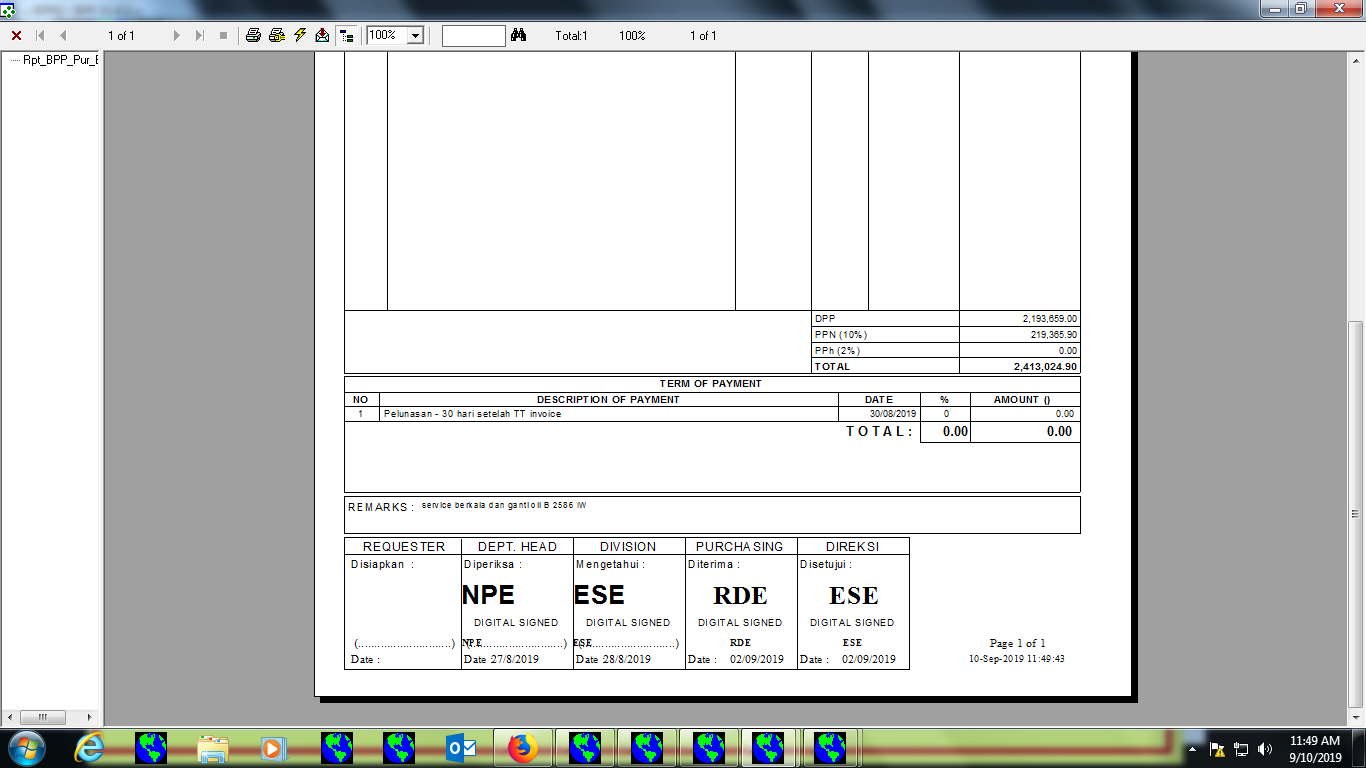 1 of 1
100%
Total:1
100%
1 of 1
Rpt_BPP_Pur_E
DPP 2,193,659.00
PPN (10%) 219,365.90
PPh (2%) 0.00
TOTAL 2,413,024.90
TERM OF PAYMENT
NO DESCRIPTION OF PAYMENT DATE % AMOUNT ()
1 Pelunasan - 30 hari setelah TT invoice 30/08/2019 0 0.00
TOTAL: 0.00 0.00
REMARKS : service berkala dan ganti oli B 2586 IW
REQUESTER DEPT. HEAD DIVISION PURCHASING DIREKSI
Disiapkan : Diperiksa : Mengetahui : Diterima : Disetujui :
NPE ESE RDE ESE
DIGITAL SIGNED DIGITAL SIGNED DIGITAL SIGNED DIGITAL SIGNED
(............................) NPE (............................) ESE (............................) RDE ESE Page 1 of 1
Date : Date : 27/8/2019 Date : 28/8/2019 Date : 02/09/2019 Date : 02/09/2019 10-Sep-2019 11:49:43
11:49 AM
9/10/2019